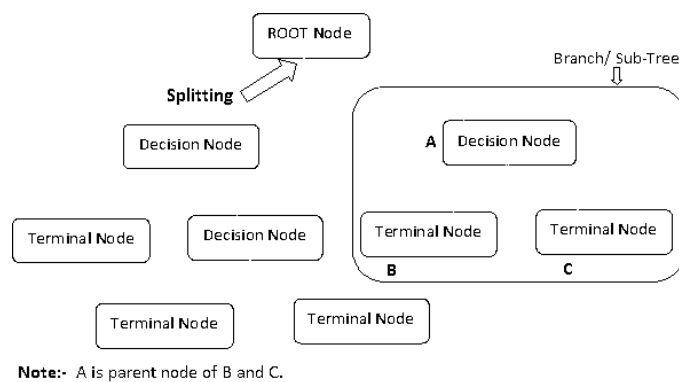 ROOT Node
Branch/ Sub-Tree
Splitting
Decision Node
A
Decision Node
Terminal Node
Decision Node
Terminal Node
Terminal Node
B
C
Terminal Node
Terminal Node
Note:- A is parent node of B and C.